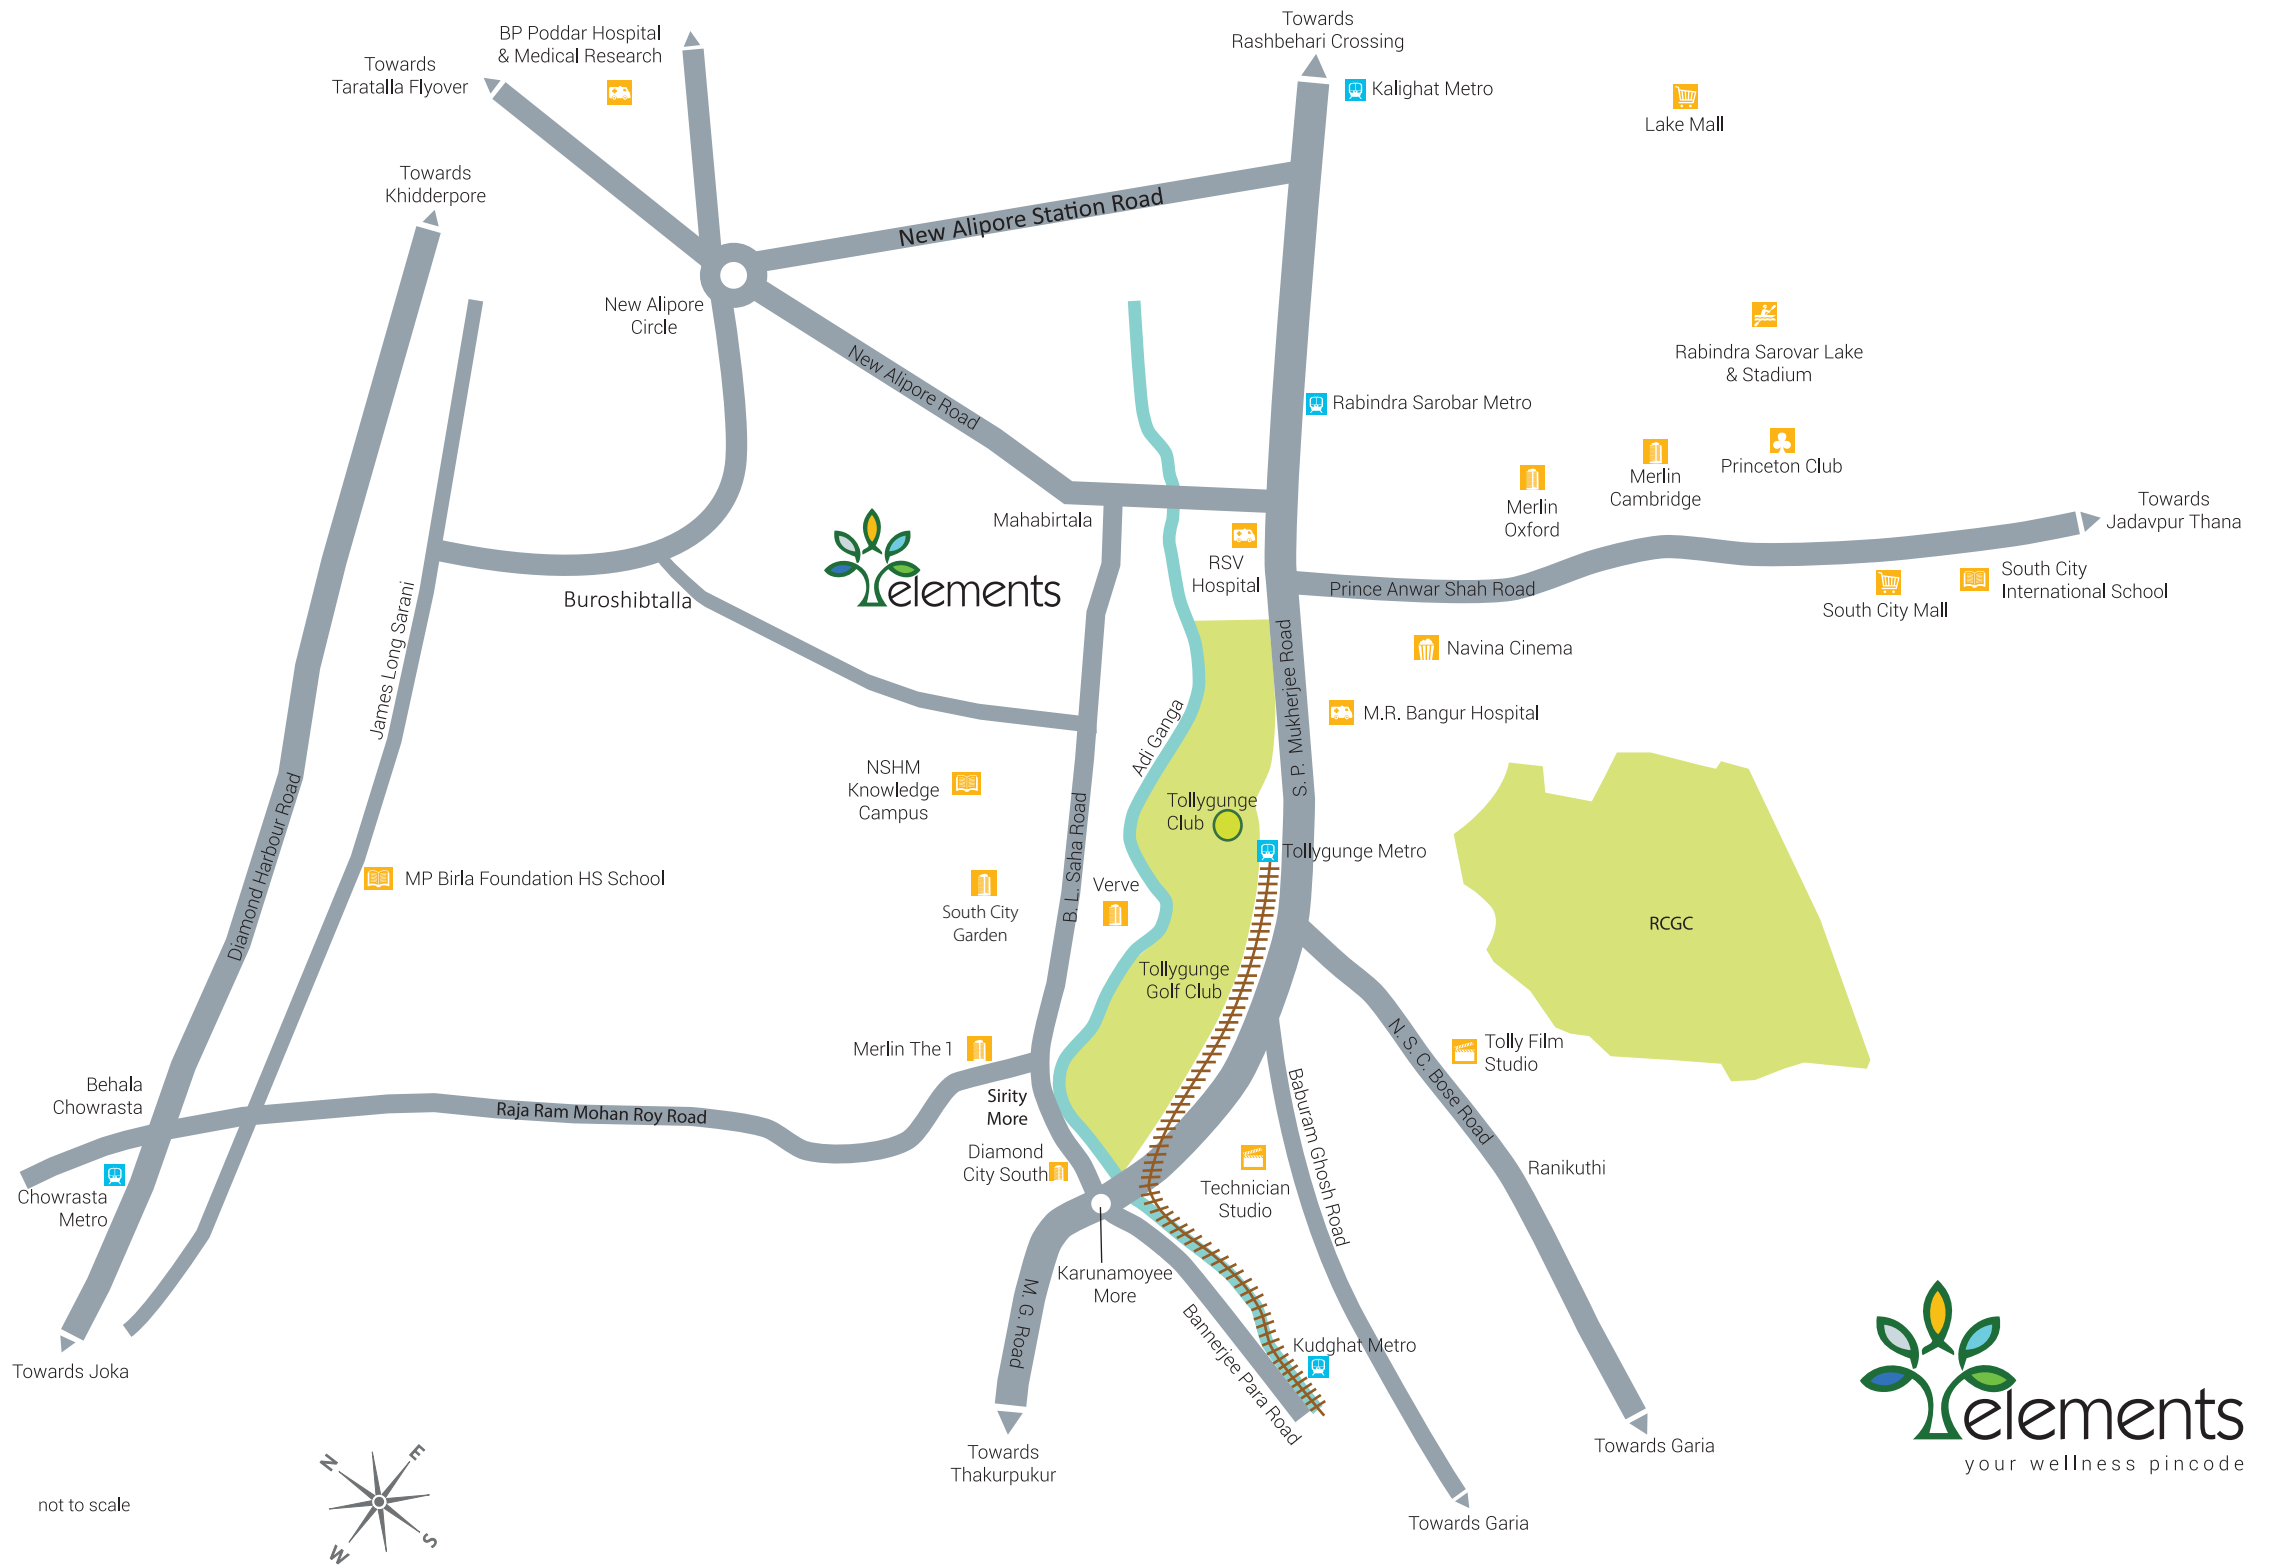 Towards
Rashbehari Crossing
BP Poddar Hospital
& Medical Research
Towards
Taratalla Flyover
Kalighat Metro
Lake Mall
Towards
Khidderpore
New Alipore Station Road
New Alipore
Circle
New Alipore Road
Rabindra Sarovar Lake
& Stadium
Rabindra Sarobar Metro
Princeton Club
Merlin
Cambridge
Merlin
Oxford
Towards
Jadavpur Thana
Mahabirtala
RSV
Hospital
elements
Buroshibtalla
Prince Anwar Shah Road
South City
International School
South City Mall
James Long Sarani
Navina Cinema
S. P. Mukherjee Road
M.R. Bangur Hospital
Adi Ganga
NSHM
Knowledge
Campus
Tollygunge
Club
Diamond Harbour Road
B. L. Saha Road
Tollygunge Metro
MP Birla Foundation HS School
Verve
South City
Garden
RCGC
Tollygunge
Golf Club
Merlin The 1
N. S. C. Bose Road
Tolly Film
Studio
Behala
Chowrasta
Raja Ram Mohan Roy Road
Sirity
More
Baburam Ghosh Road
Diamond
City South
Technician
Studio
Ranikuthi
Chowrasta
Metro
Karunamoyee
More
M. G. Road
Bannerjee Para Road
Kudghat Metro
Towards Joka
elements
your wellness pincode
Towards
Thakurpukur
Towards Garia
Towards Garia
not to scale
N
E
W
S